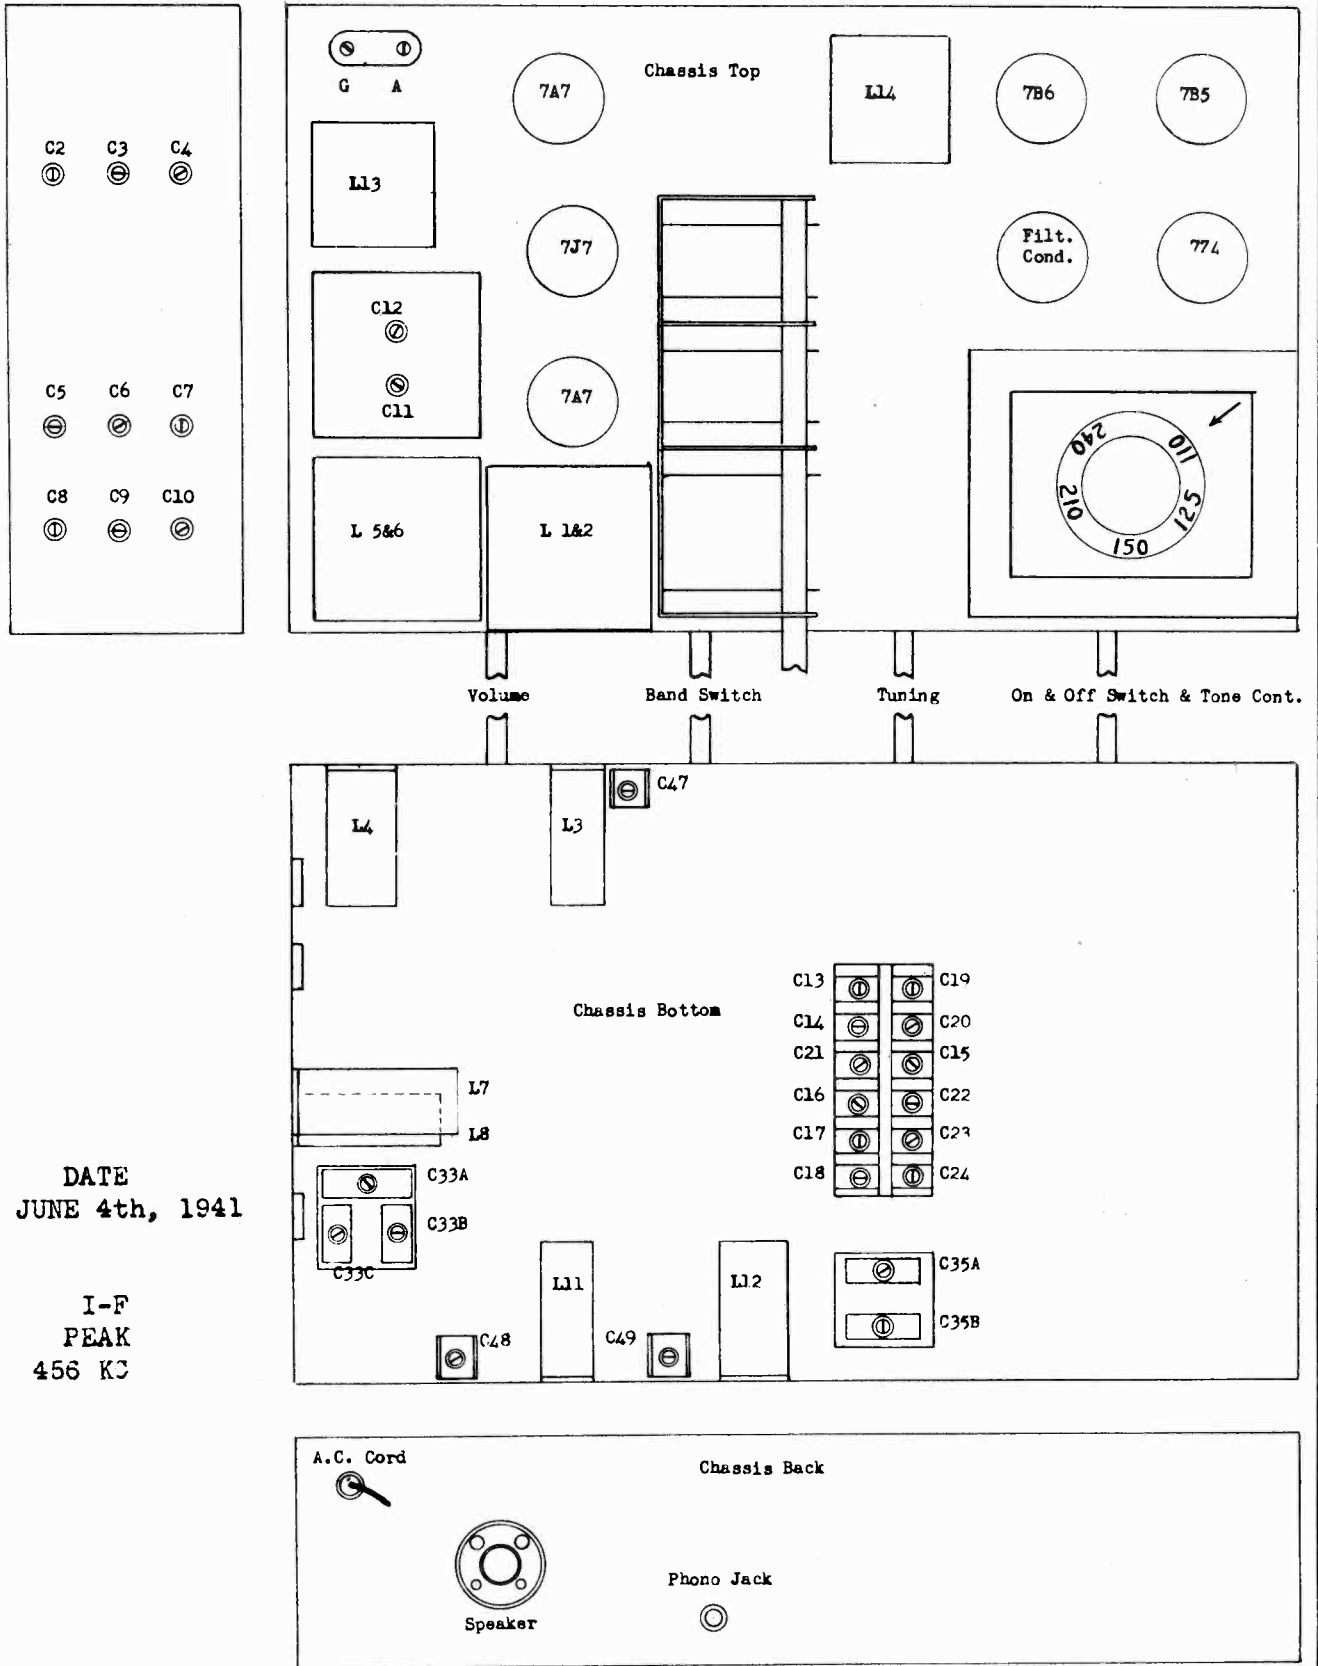 Chassis Top
G A
7A7
L14
7B6
7B5
C2 C3 C4
L13
7J7
Filt.
Cond.
774
C12
C11
7A7
C5 C6 C7
C8 C9 C10
L 5&6
L 1&2
240
110
210
125
150
Volume
Band Switch
Tuning
On & Off Switch & Tone Cont.
L4
L3
C47
Chassis Bottom
C13 C19
C14 C20
C21 C15
C16 C22
C17 C23
C18 C24
L7
L8
C33A
C33B
C33C
DATE
JUNE 4th, 1941
I-F
PEAK
456 KC
L11
L12
C35A
C35B
C48
C49
A.C. Cord
Chassis Back
Speaker
Phono Jack